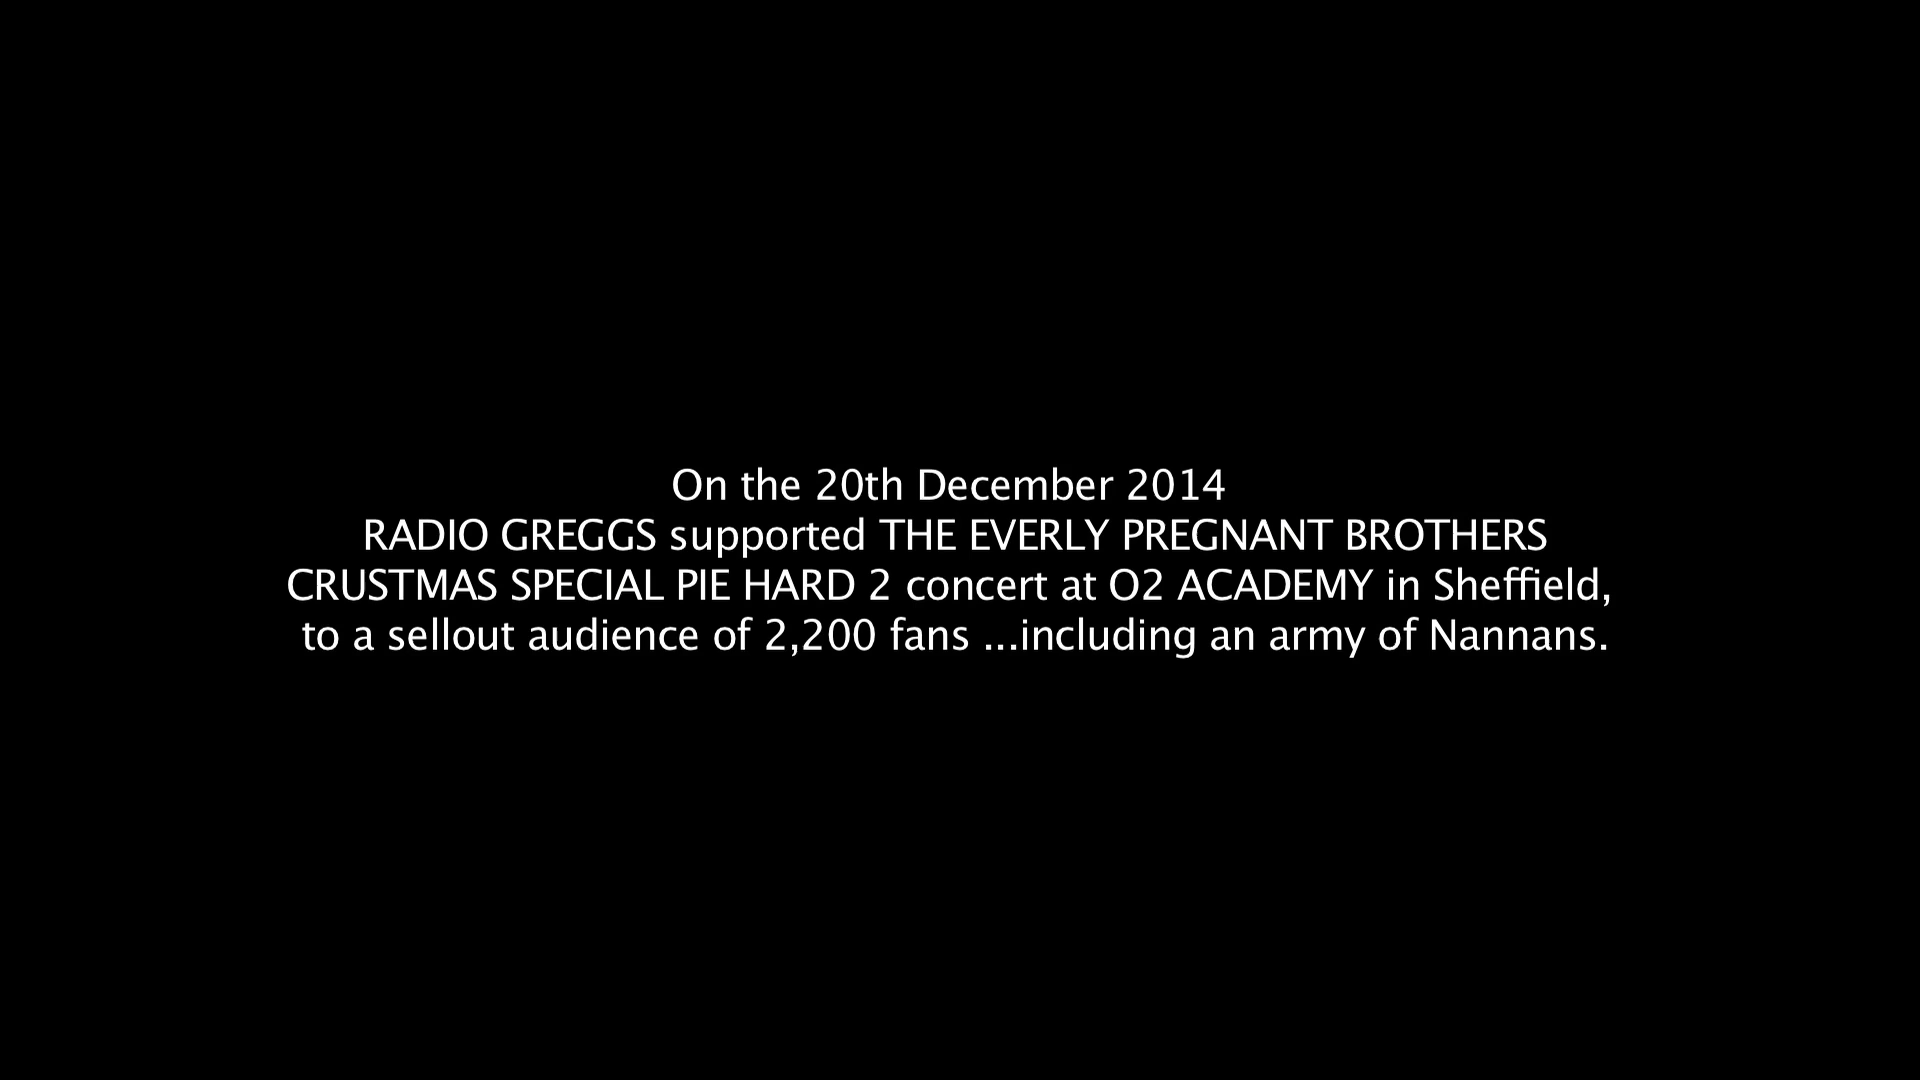 On the 20th December 2014
RADIO GREGGS supported THE EVERLY PREGNANT BROTHERS
CRUSTMAS SPECIAL PIE HARD 2 concert at O2 ACADEMY in Sheffield,
to a sellout audience of 2,200 fans ...including an army of Nannans.